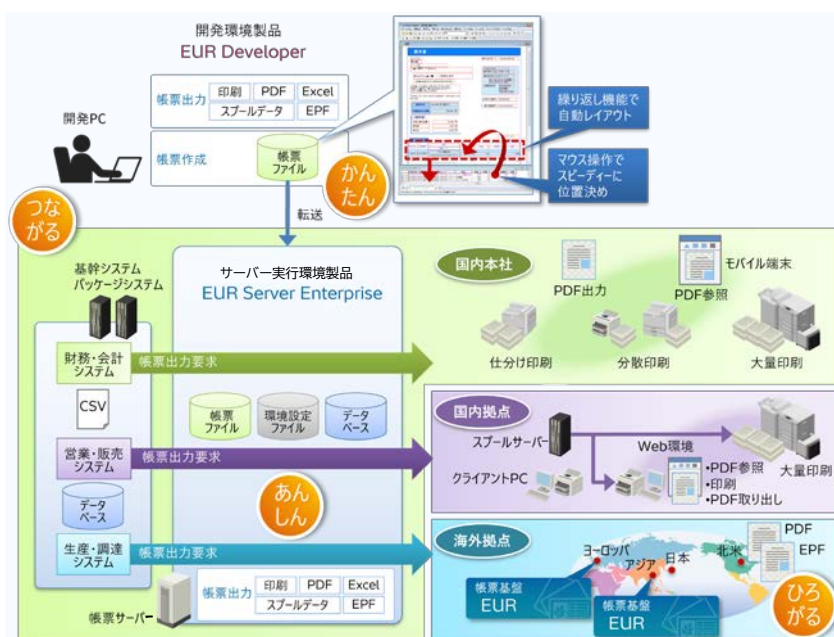 開発環境製品
EUR Developer
帳票出力
印刷
PDF
Excel
スプールデータ
EPF
開発PC
帳票作成
帳票
ファイル
かん
たん
繰り返し機能で
自動レイアウト
マウス操作で
スピーディーに
位置決め
つな
がる
転送
基幹システム
パッケージシステム
サーバー実行環境製品
EUR Server Enterprise
財務・会計
システム
帳票出力要求
CSV
帳票
ファイル
環境設定
ファイル
データ
ベース
営業・販売
システム
帳票出力要求
データ
ベース
あん
しん
生産・調達
システム
帳票出力要求
帳票サーバー
帳票出力
印刷
PDF
Excel
スプールデータ
EPF
国内本社
PDF出力
PDF参照
モバイル端末
仕分け印刷
分散印刷
大量印刷
国内拠点
スプールサーバー
Web環境
クライアントPC
•PDF参照
•印刷
•PDF取り出し
大量印刷
海外拠点
ヨーロッパ
アジア
日本
北米
PDF
EPF
帳票基盤
EUR
帳票基盤
EUR
ひろ
がる